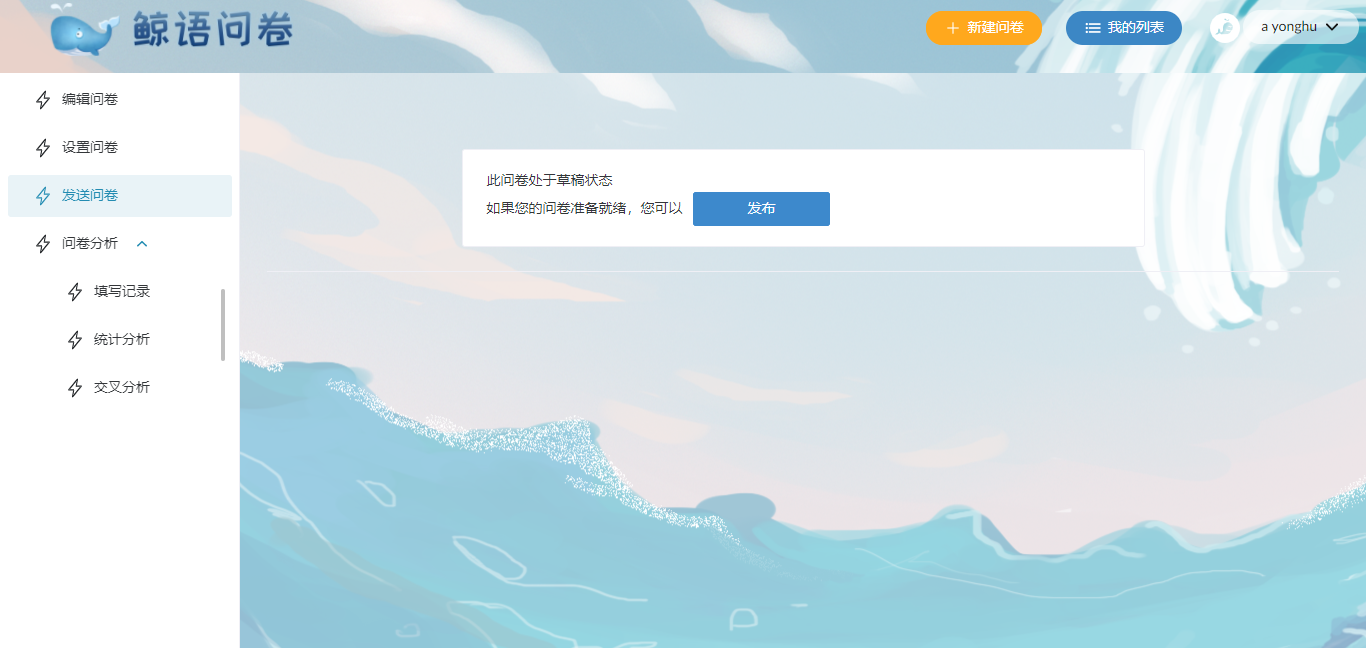 鲸语问卷
新建问卷
我的列表
a yonghu
编辑问卷
设置问卷
发送问卷
问卷分析
填写记录
统计分析
交叉分析
此问卷处于草稿状态
如果您的问卷准备就绪，您可以 发布